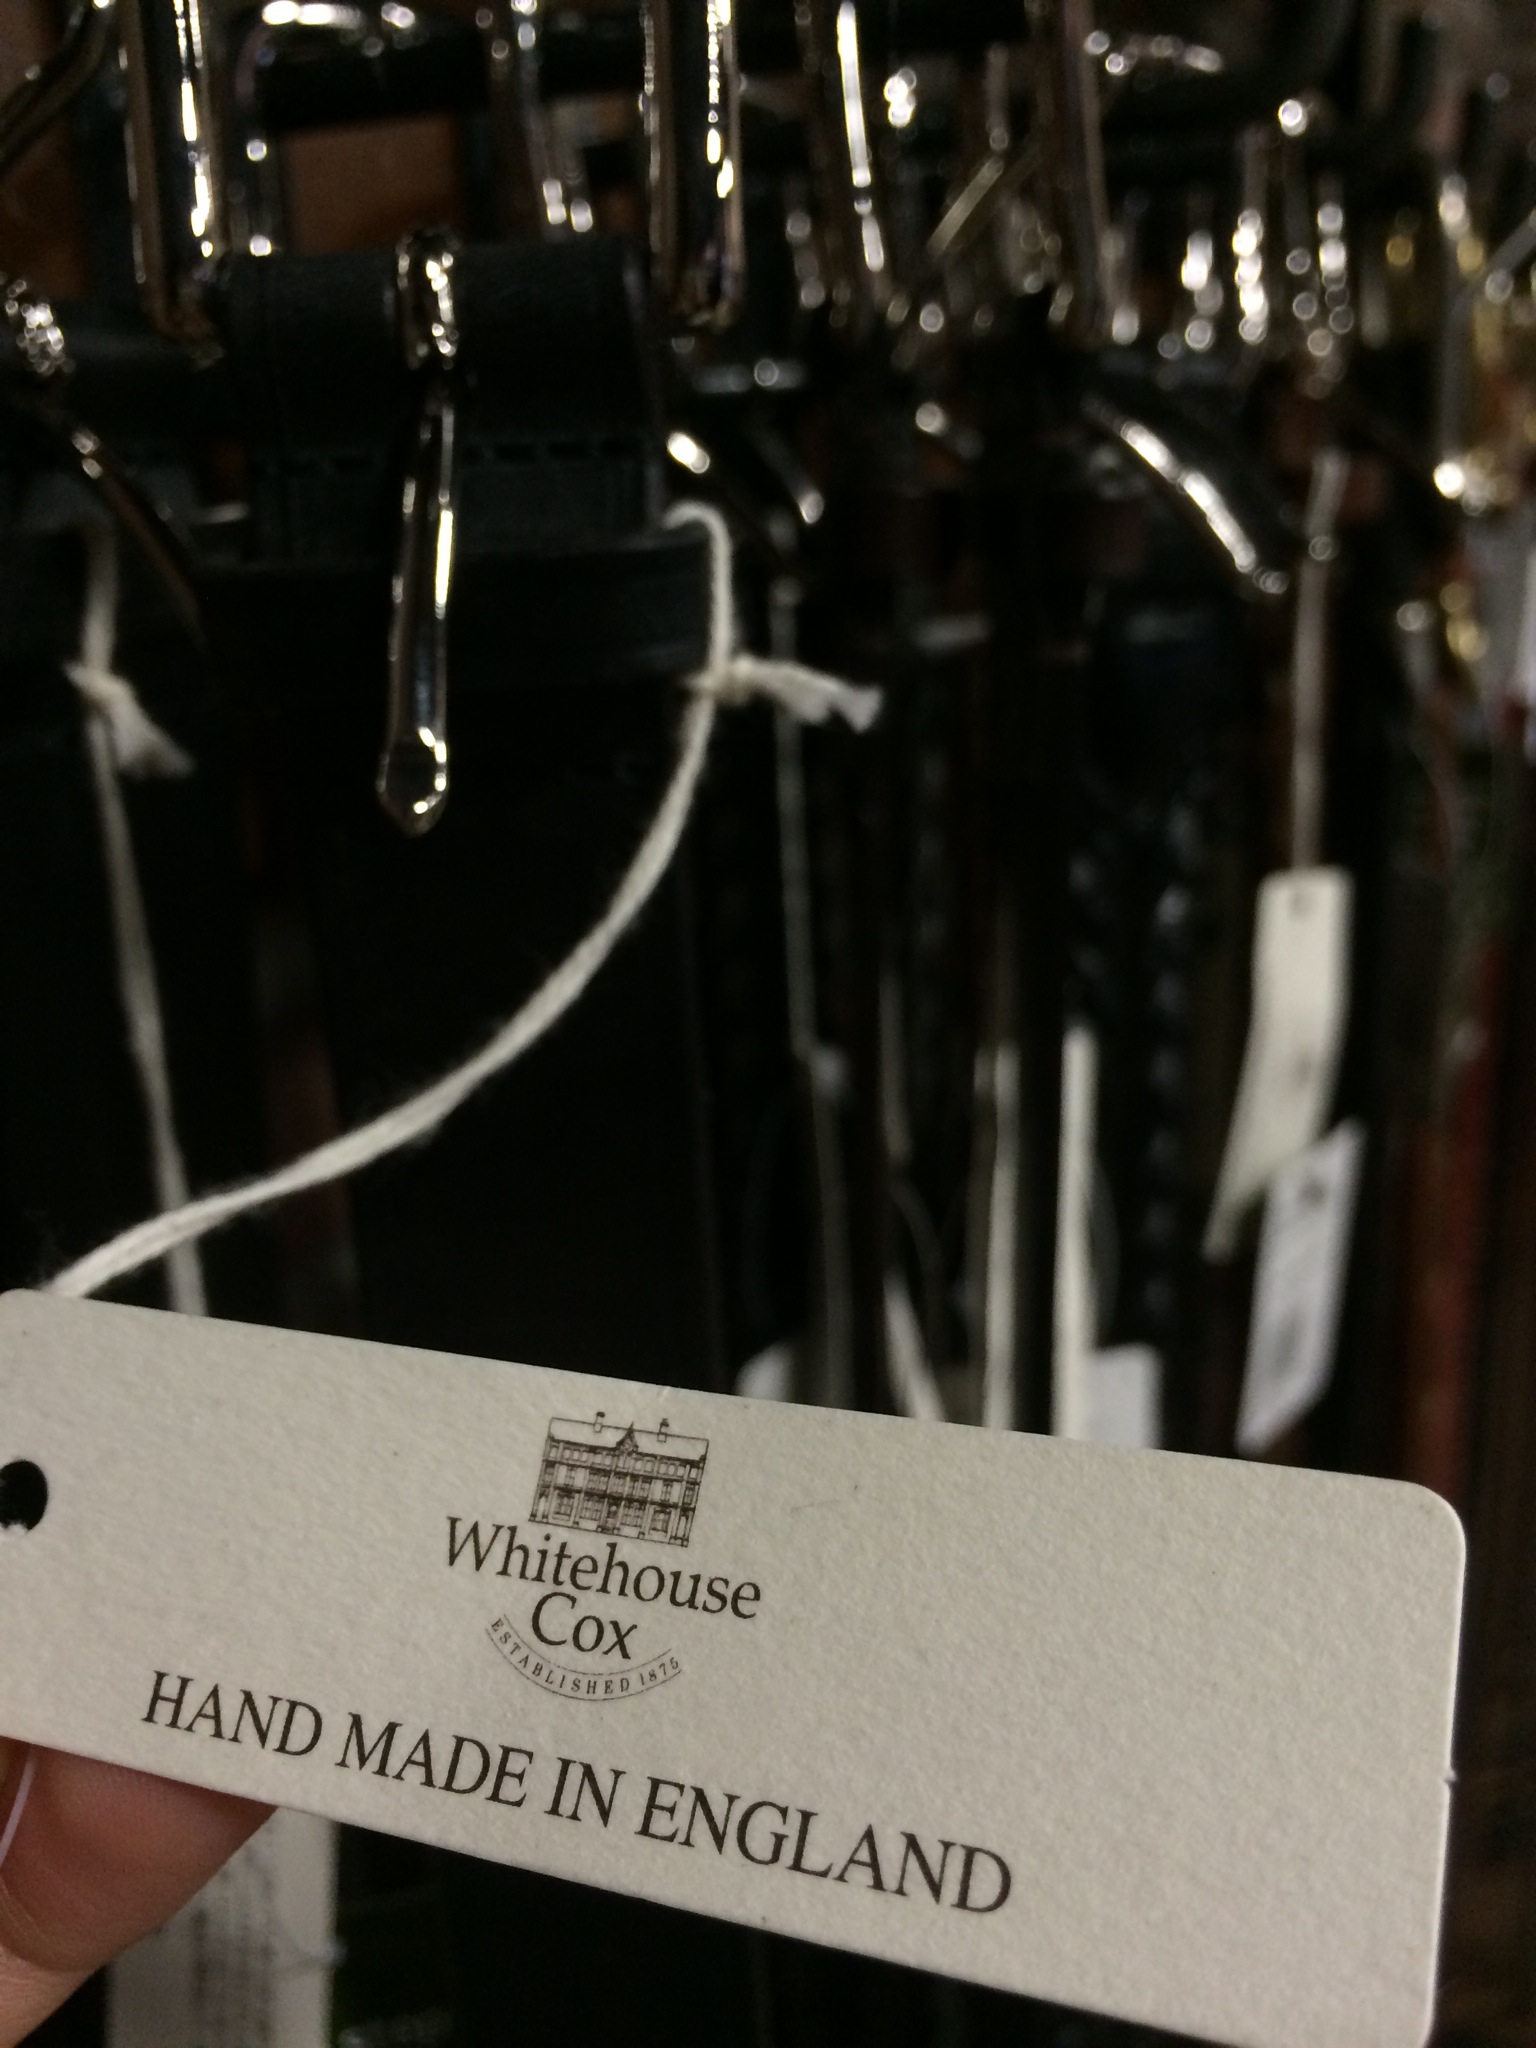 Whitehouse
Cox
ESTABLISHED 1875
HAND MADE IN ENGLAND